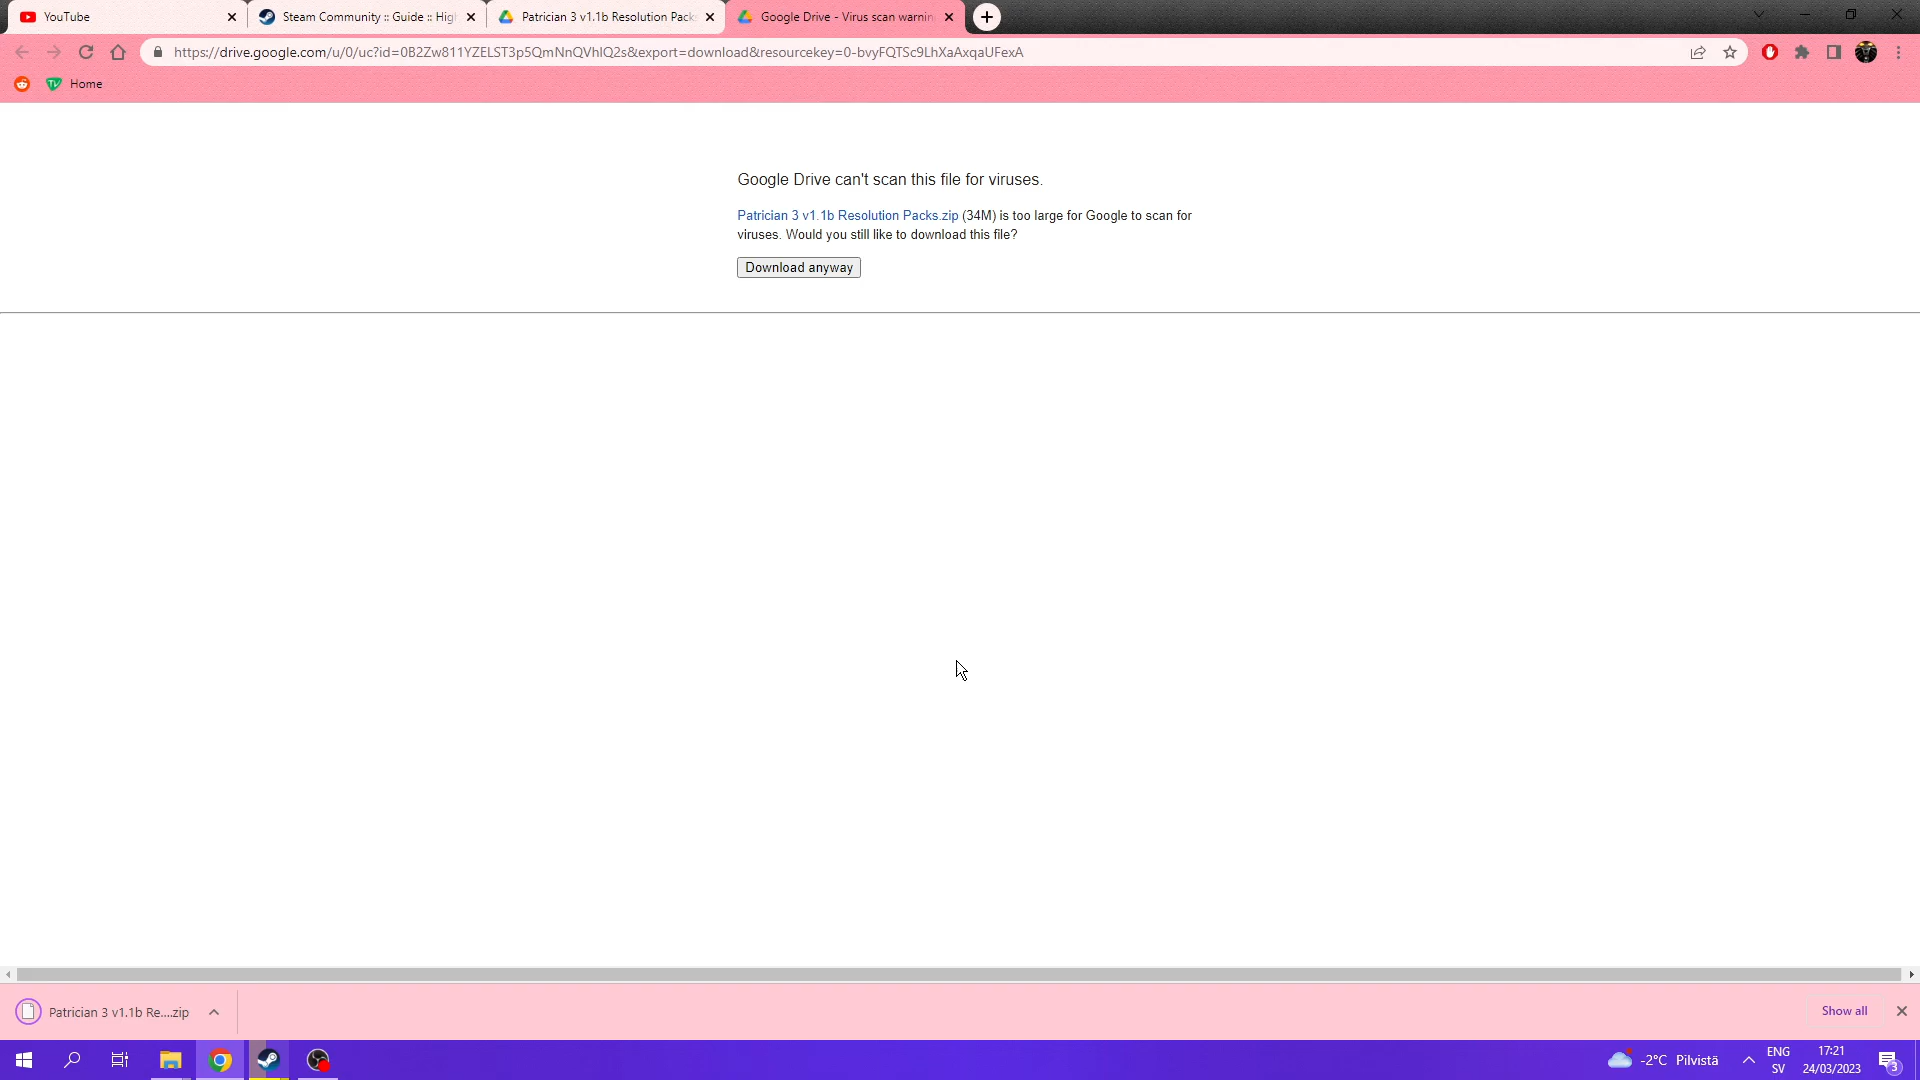 YouTube
Steam Community :: Guide :: Hig
Patrician 3 v1.1b Resolution Pack
Google Drive - Virus scan warnin
https://drive.google.com/u/0/uc?id=0B2Zw811YZELST3p5QmNnQVhlQ2s&export=download&resourcekey=0-bvyFQTSc9LhXaAxqaUFexA
TV Home
Google Drive can't scan this file for viruses.
Patrician 3 v1.1b Resolution Packs.zip (34M) is too large for Google to scan for
viruses. Would you still like to download this file?
Download anyway
Patrician 3 v1.1b Re....zip
Show all
-2°C Pilvistä
ENG
SV
17:21
24/03/2023
3